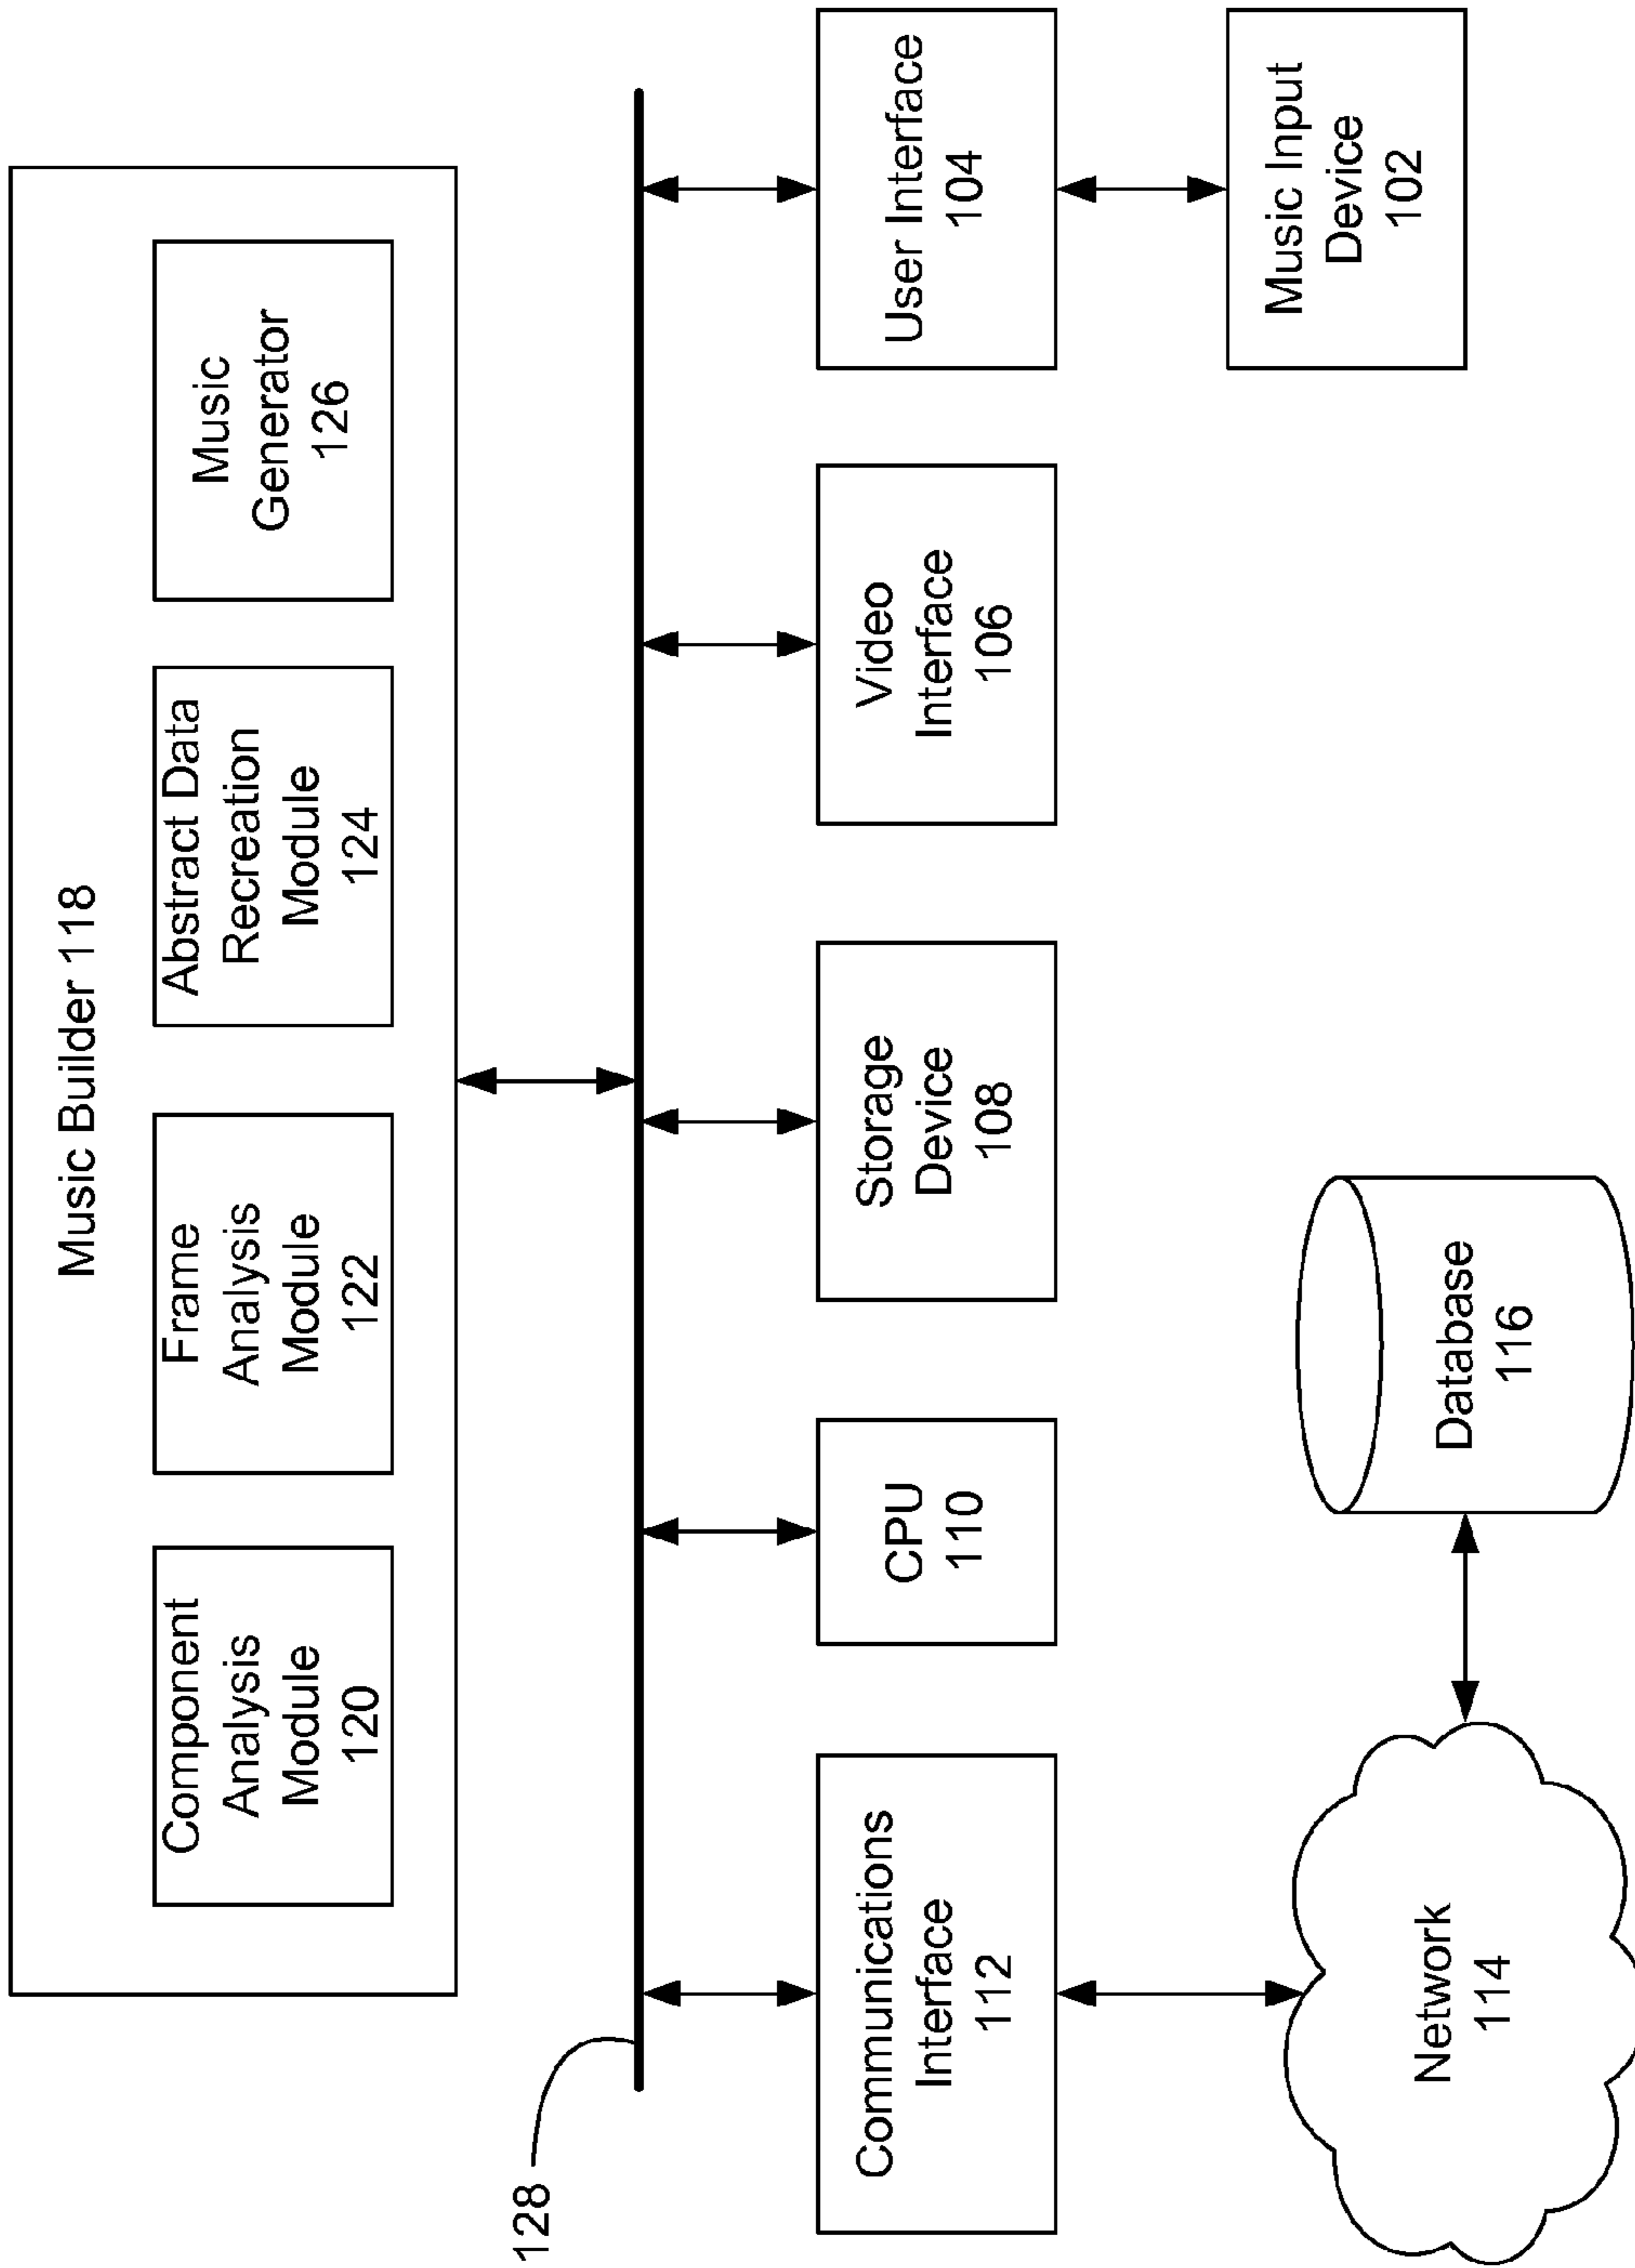 Music Builder 118
Component
Analysis
Module
120
Frame
Analysis
Module
122
Abstract Data
Recreation
Module
124
Music
Generator
126
128
Communications
Interface
112
CPU
110
Storage
Device
108
Video
Interface
106
User Interface
104
Network
114
Database
116
Music Input
Device
102